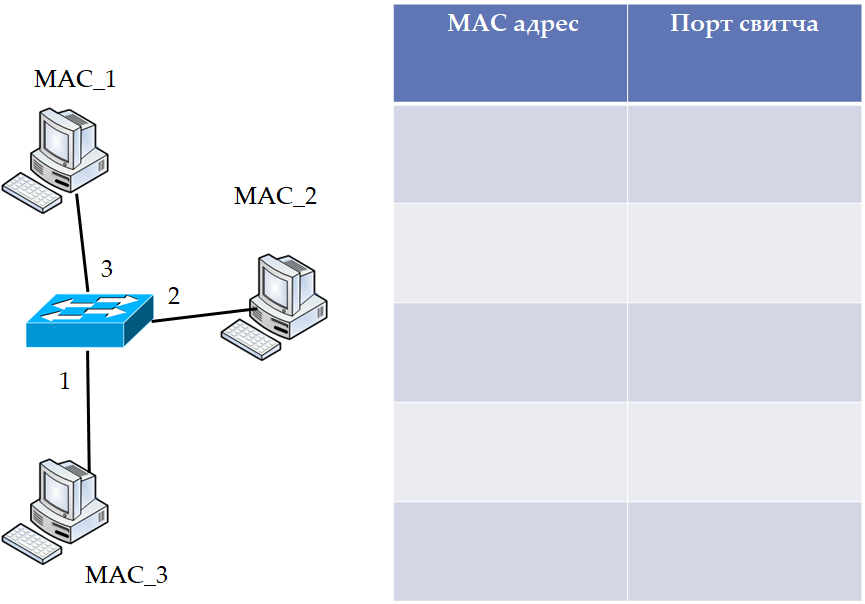 MAC_1
MAC_2
3
2
1
MAC_3
MAC адрес
Порт свитча